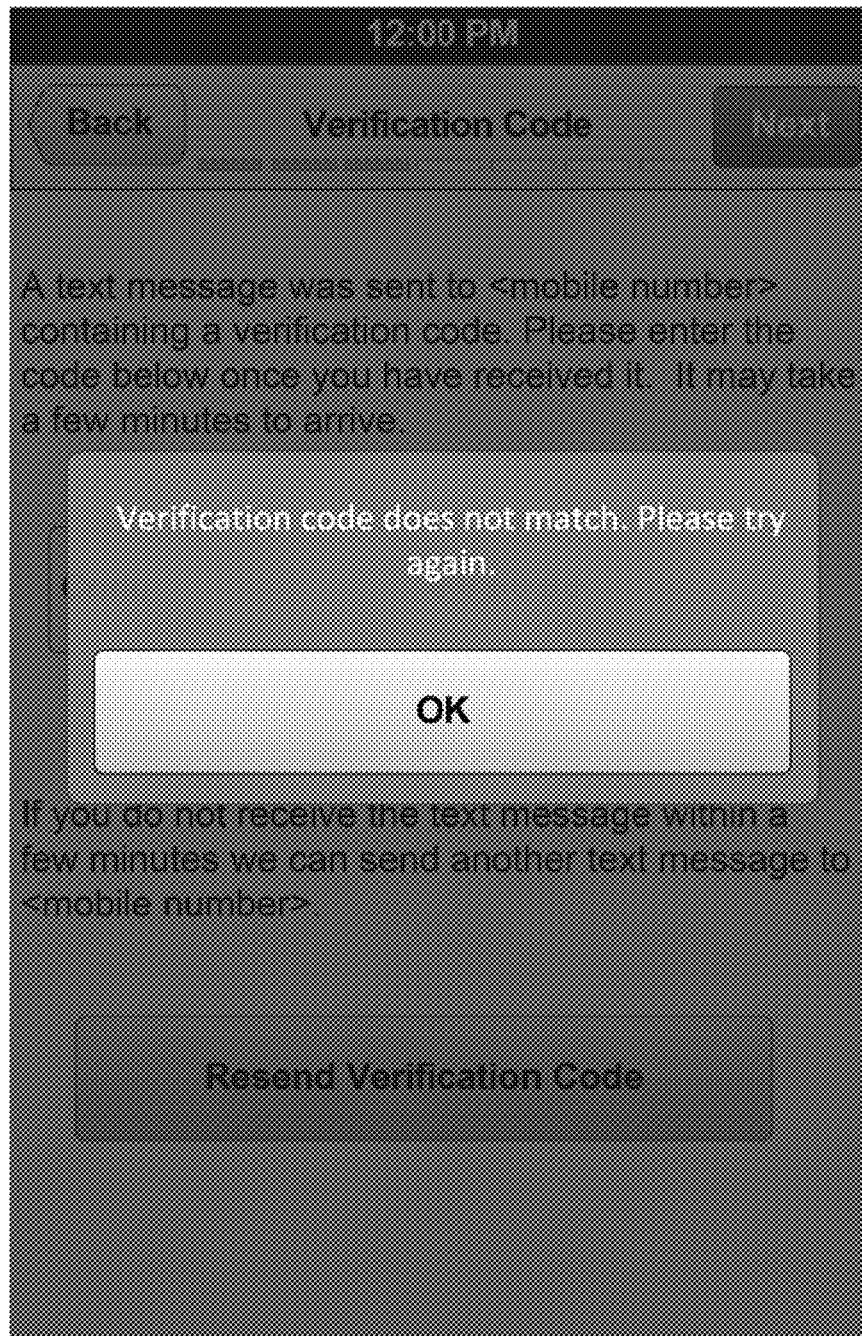 12:00 PM
Back
Verification Code
Next
A text message was sent to <mobile number>
containing a verification code. Please enter the
code below once you have received it.  It may take
a few minutes to arrive.
Verification code does not match. Please try
again.
OK
If you do not receive the text message within a
few minutes we can send another text message to
<mobile number>.
Resend Verification Code